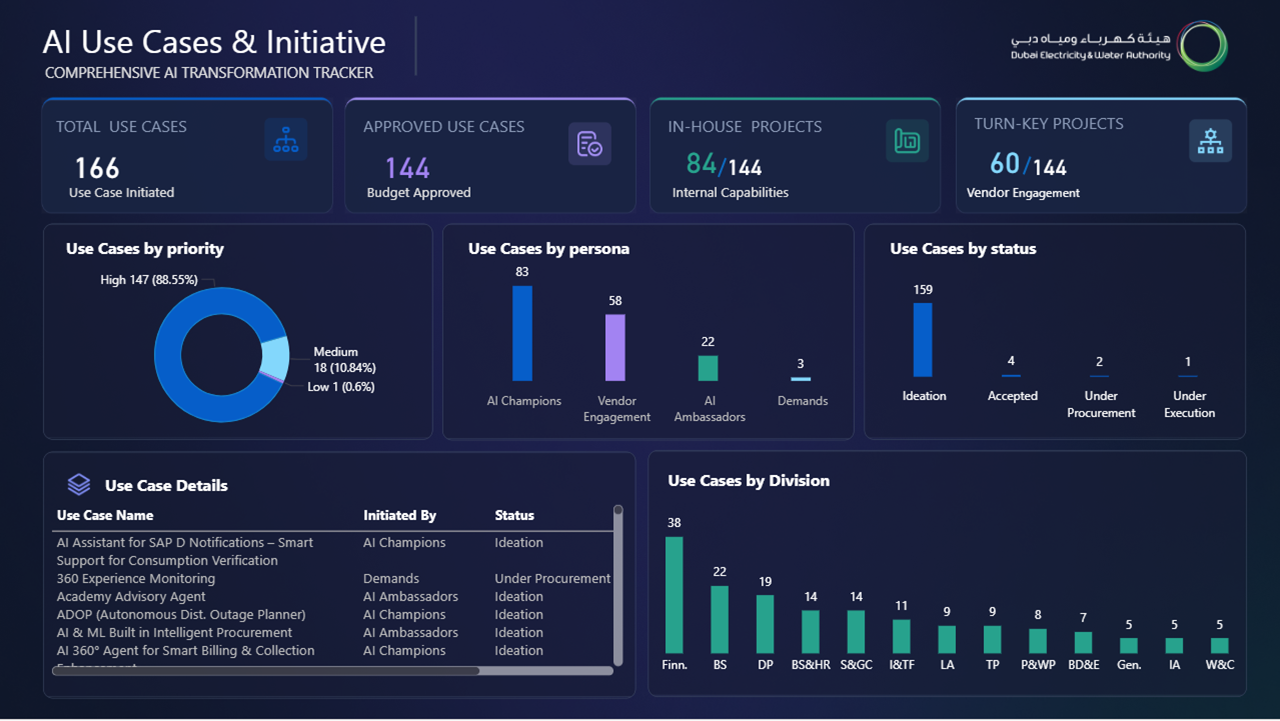 AI Use Cases & Initiative
COMPREHENSIVE AI TRANSFORMATION TRACKER
هيئة كهرباء ومياه دبي
Dubai Electricity & Water Authority
TOTAL USE CASES
166
Use Case Initiated
APPROVED USE CASES
144
Budget Approved
IN-HOUSE PROJECTS
84/144
Internal Capabilities
TURN-KEY PROJECTS
60/144
Vendor Engagement
Use Cases by priority
High 147 (88.55%)
Medium
18 (10.84%)
Low 1 (0.6%)
Use Cases by persona
83
58
22
3
AI Champions
Vendor
Engagement
AI
Ambassadors
Demands
Use Cases by status
159
4
2
1
Ideation
Accepted
Under
Procurement
Under
Execution
Use Case Details
Use Case Name Initiated By Status
AI Assistant for SAP D Notifications – Smart AI Champions Ideation
Support for Consumption Verification
360 Experience Monitoring Demands Under Procurement
Academy Advisory Agent AI Ambassadors Ideation
ADOP (Autonomous Dist. Outage Planner) AI Champions Ideation
AI & ML Built in Intelligent Procurement AI Ambassadors Ideation
AI 360° Agent for Smart Billing & Collection AI Champions Ideation
Enhancement
Use Cases by Division
38
22
19
14
14
11
9
9
8
7
5
5
5
Finn. BS DP BS&HR S&GC I&TF LA TP P&WP BD&E Gen. IA W&C